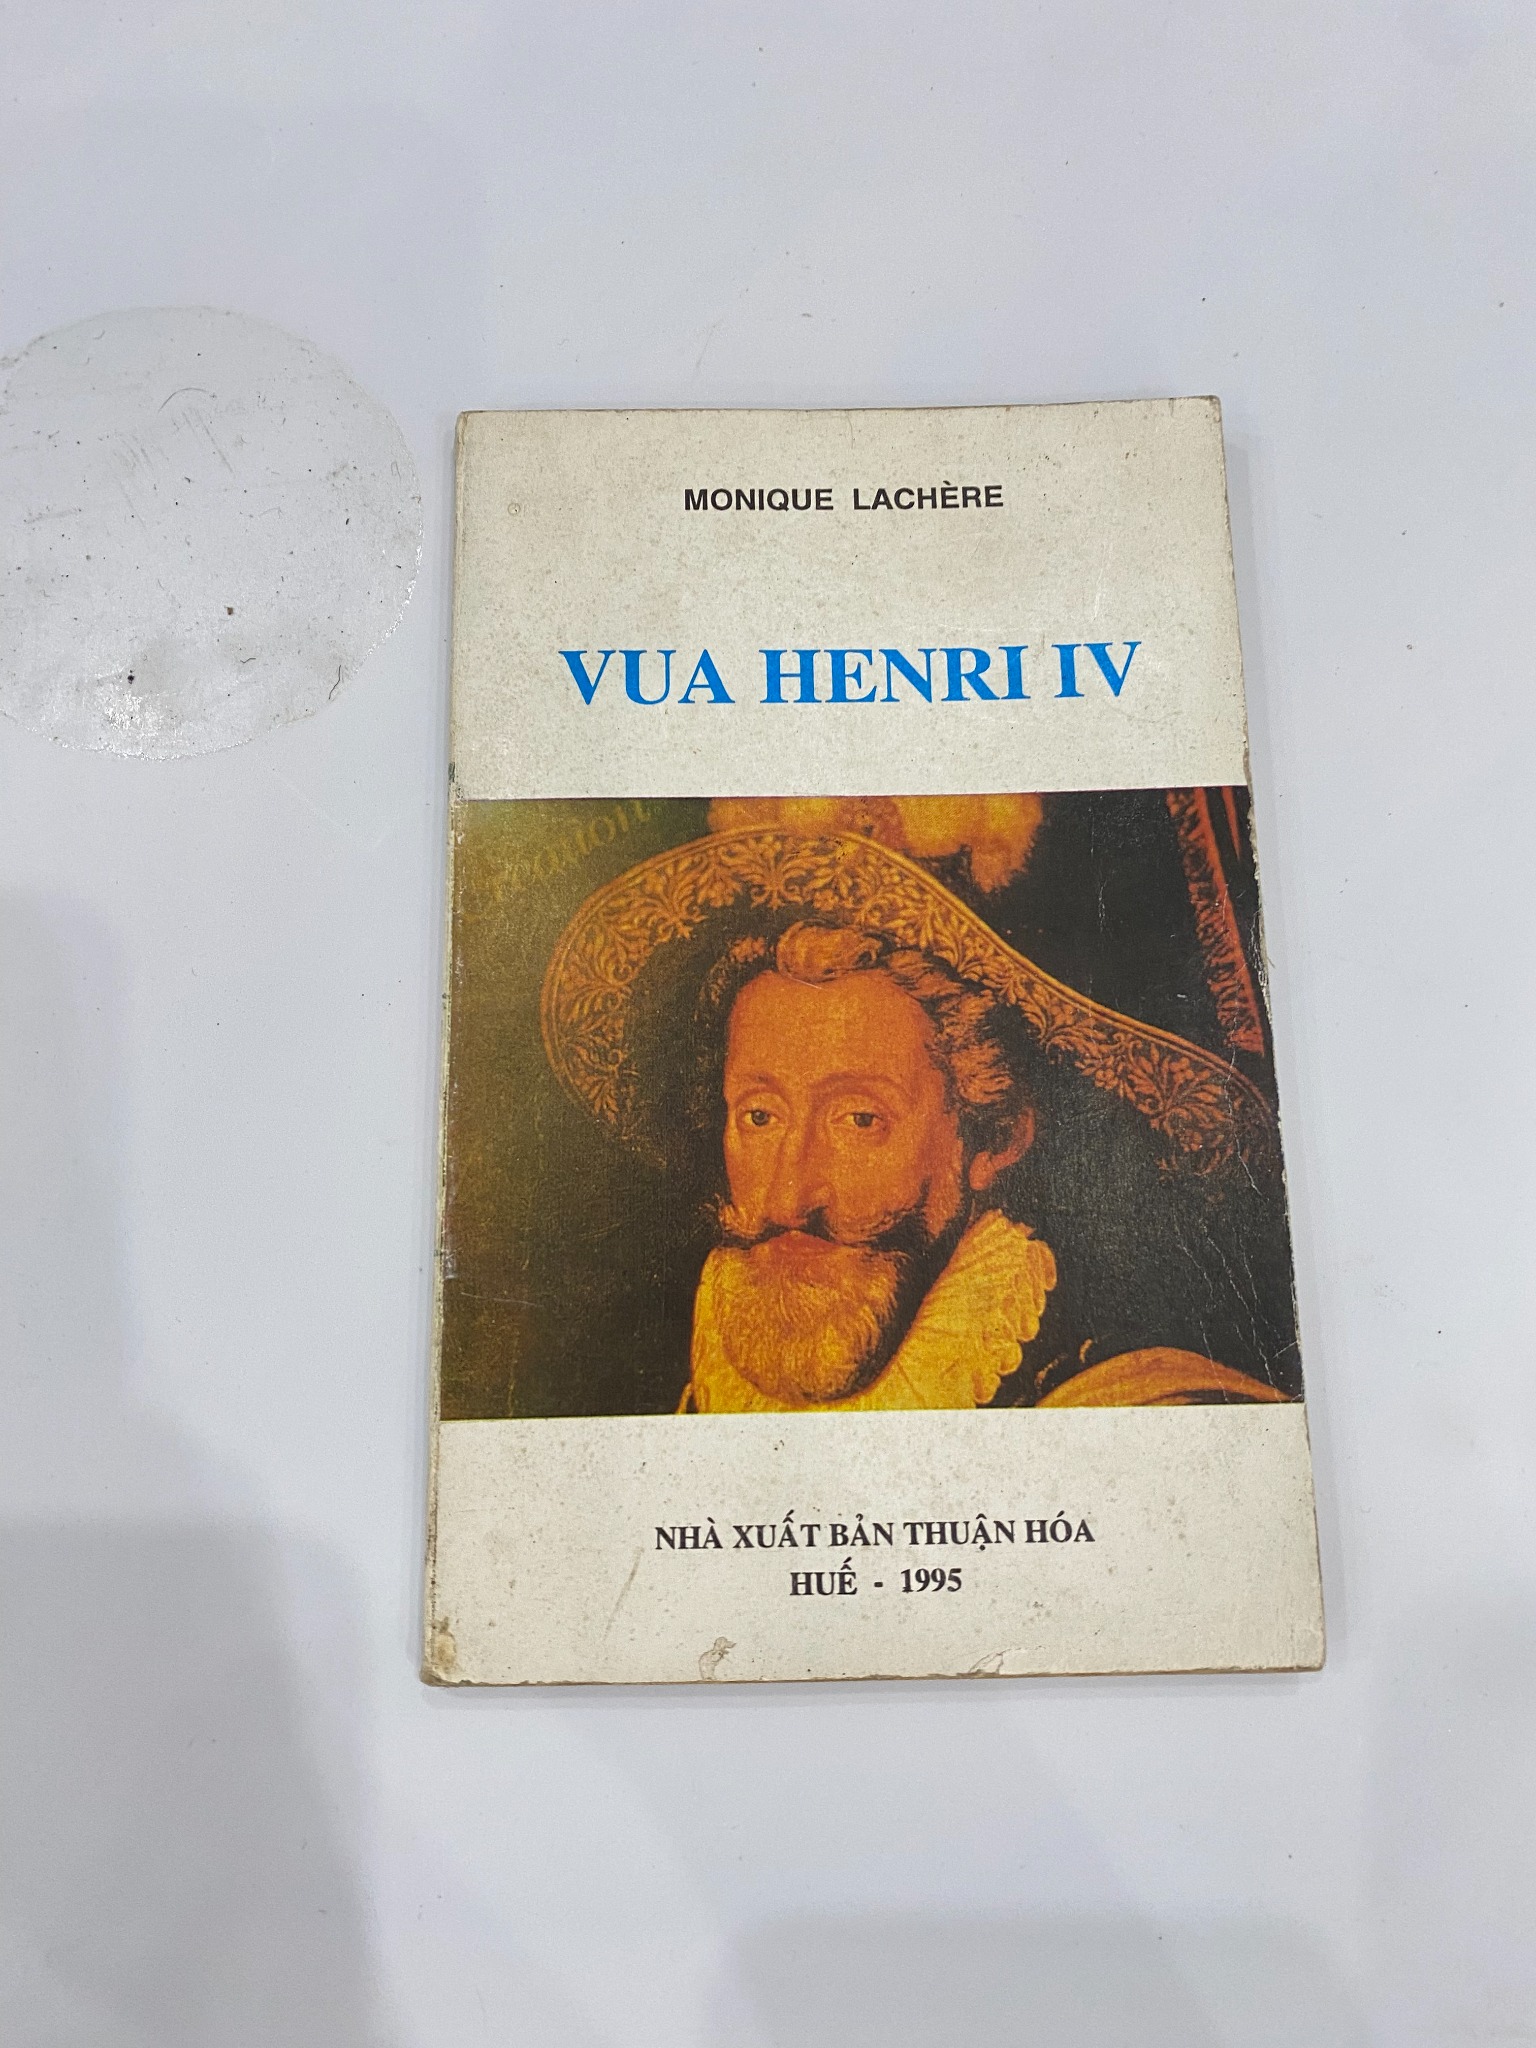 MONIQUE LACHÈRE
VUA HENRI IV
NHÀ XUẤT BẢN THUẬN HÓA
HUẾ - 1995